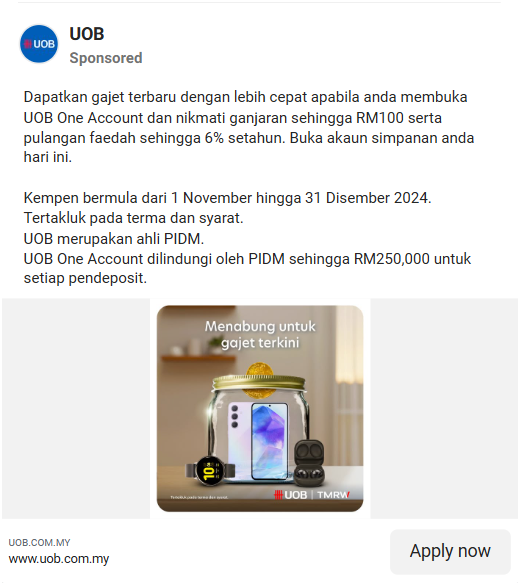 UOB
UOB
Sponsored
Dapatkan gajet terbaru dengan lebih cepat apabila anda membuka
UOB One Account dan nikmati ganjaran sehingga RM100 serta
pulangan faedah sehingga 6% setahun. Buka akaun simpanan anda
hari ini.
Kempen bermula dari 1 November hingga 31 Disember 2024.
Tertakluk pada terma dan syarat.
UOB merupakan ahli PIDM.
UOB One Account dilindungi oleh PIDM sehingga RM250,000 untuk
setiap pendeposit.
Menabung untuk
gajet terkini
10
Tertakluk pada terma dan syarat.
UOB | TMRW
UOB.COM.MY
www.uob.com.my
Apply now